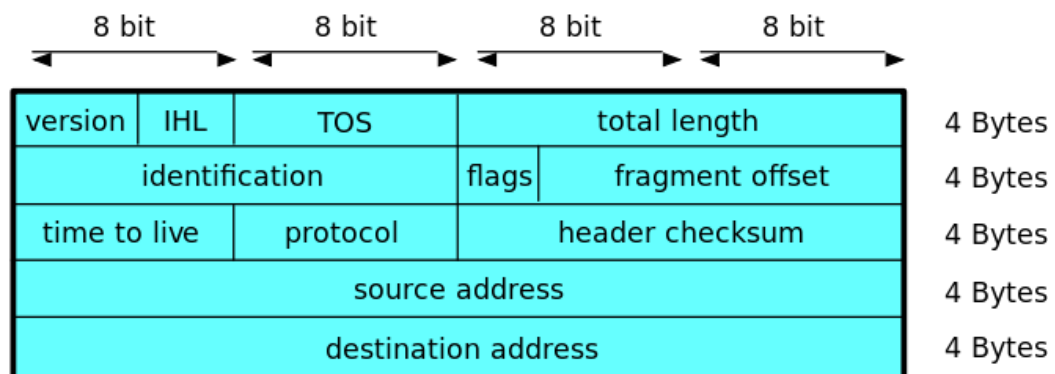 8 bit 8 bit 8 bit 8 bit
version IHL TOS total length 4 Bytes
identification flags fragment offset 4 Bytes
time to live protocol header checksum 4 Bytes
source address 4 Bytes
destination address 4 Bytes